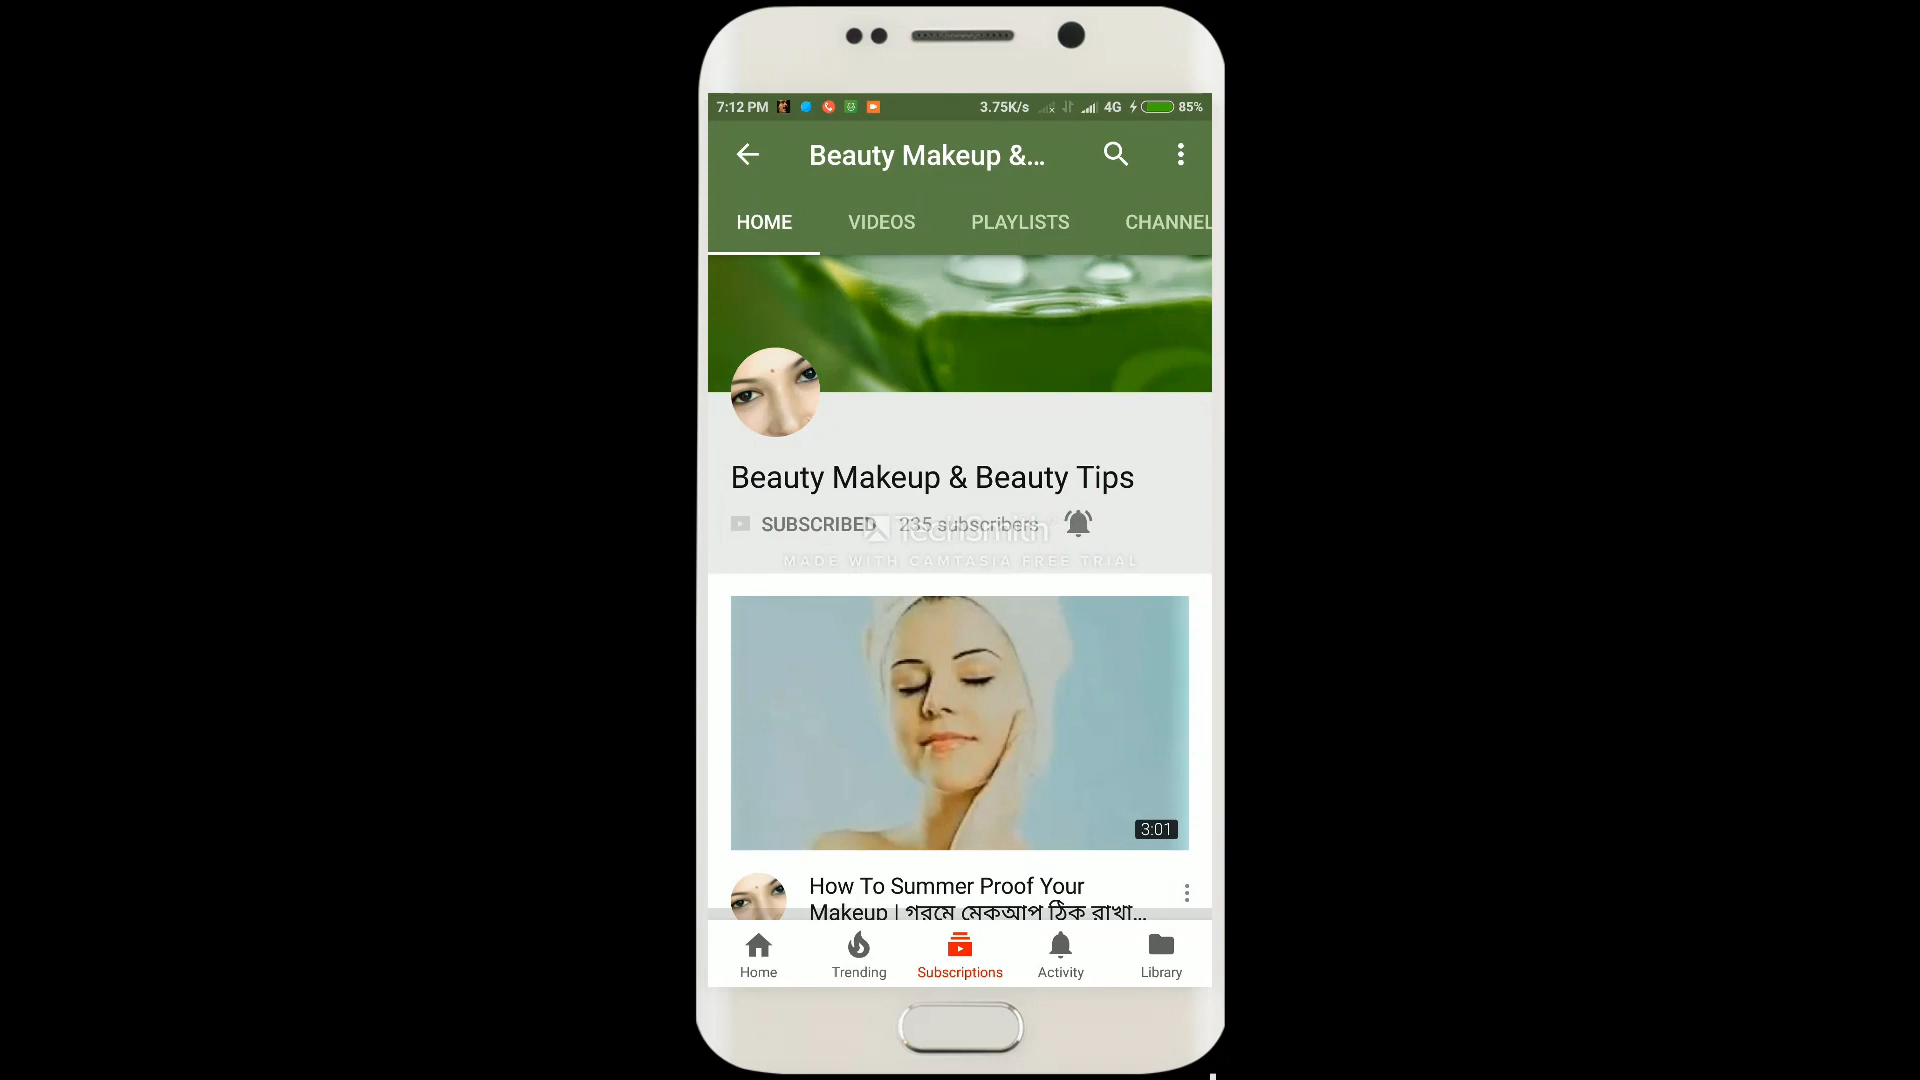 7:12 PM 3.75K/s 4G 85%
Beauty Makeup &...
HOME VIDEOS PLAYLISTS CHANNEL
Beauty Makeup & Beauty Tips
SUBSCRIBED 235 subscribers
TechSmith
MADE WITH CAMTASIA FREE TRIAL
3:01
How To Summer Proof Your
Makeup | গরমে মেকআপ ঠিক রাখা...
Home Trending Subscriptions Activity Library